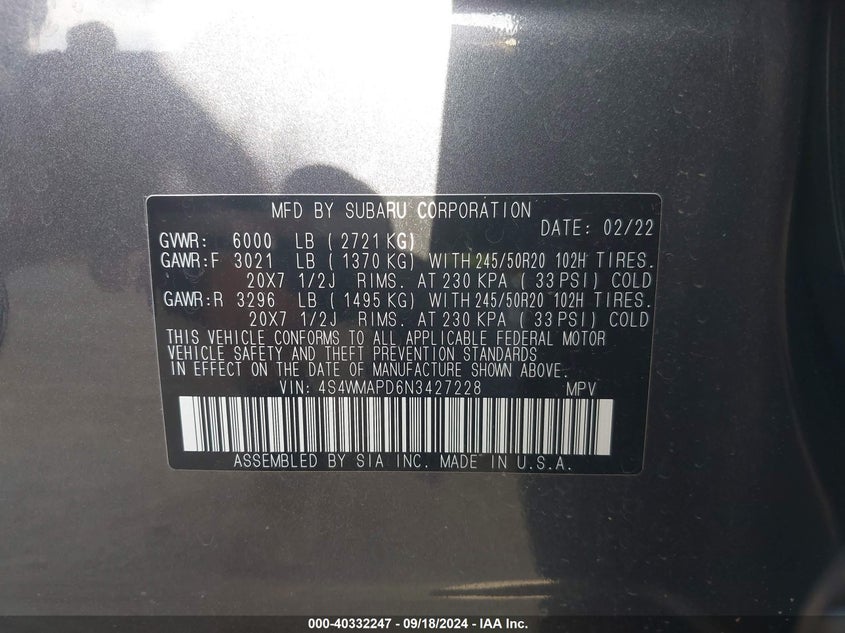 MFD BY SUBARU CORPORATION
DATE: 02/22
GVWR: 6000 LB ( 2721 KG)
GAWR:F 3021 LB ( 1370 KG) WITH 245/50R20 102H TIRES.
20X7 1/2J RIMS. AT 230 KPA ( 33 PSI) COLD
GAWR:R 3296 LB ( 1495 KG) WITH 245/50R20 102H TIRES.
20X7 1/2J RIMS. AT 230 KPA ( 33 PSI) COLD
THIS VEHICLE CONFORMS TO ALL APPLICABLE FEDERAL MOTOR
VEHICLE SAFETY AND THEFT PREVENTION STANDARDS
IN EFFECT ON THE DATE OF MANUFACTURE SHOWN ABOVE.
VIN: 4S4WMAPD6N3427228 MPV
ASSEMBLED BY SIA INC. MADE IN U.S.A.
000-40332247 - 09/18/2024 - IAA Inc.